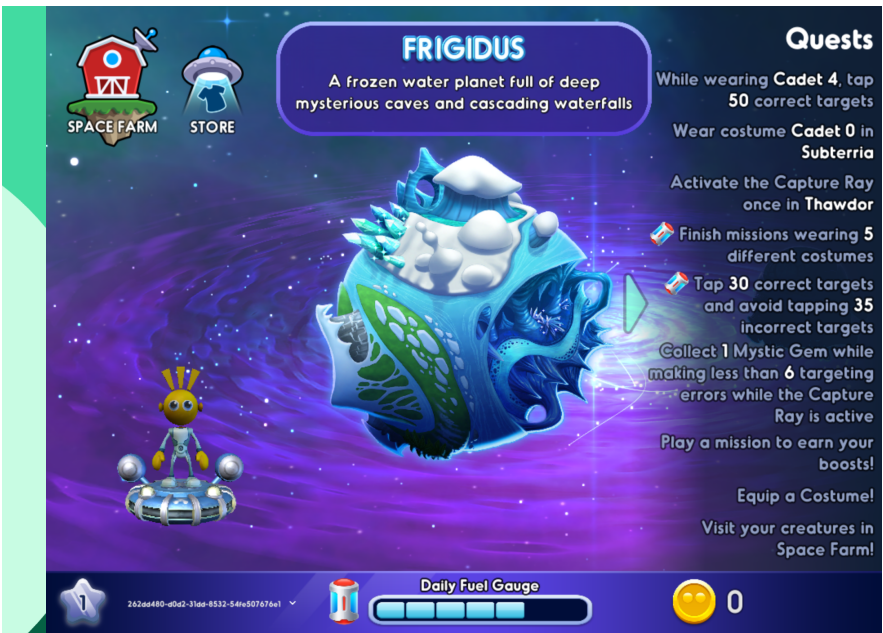 SPACE FARM
STORE
FRIGIDUS
A frozen water planet full of deep
mysterious caves and cascading waterfalls
Quests
While wearing Cadet 4, tap
50 correct targets
Wear costume Cadet 0 in
Subterria
Activate the Capture Ray
once in Thawdor
Finish missions wearing 5
different costumes
Tap 30 correct targets
and avoid tapping 35
incorrect targets
Collect 1 Mystic Gem while
making less than 6 targeting
errors while the Capture
Ray is active
Play a mission to earn your
boosts!
Equip a Costume!
Visit your creatures in
Space Farm!
1
262dd480-d0d2-31dd-8532-54fe507676e1
Daily Fuel Gauge
0